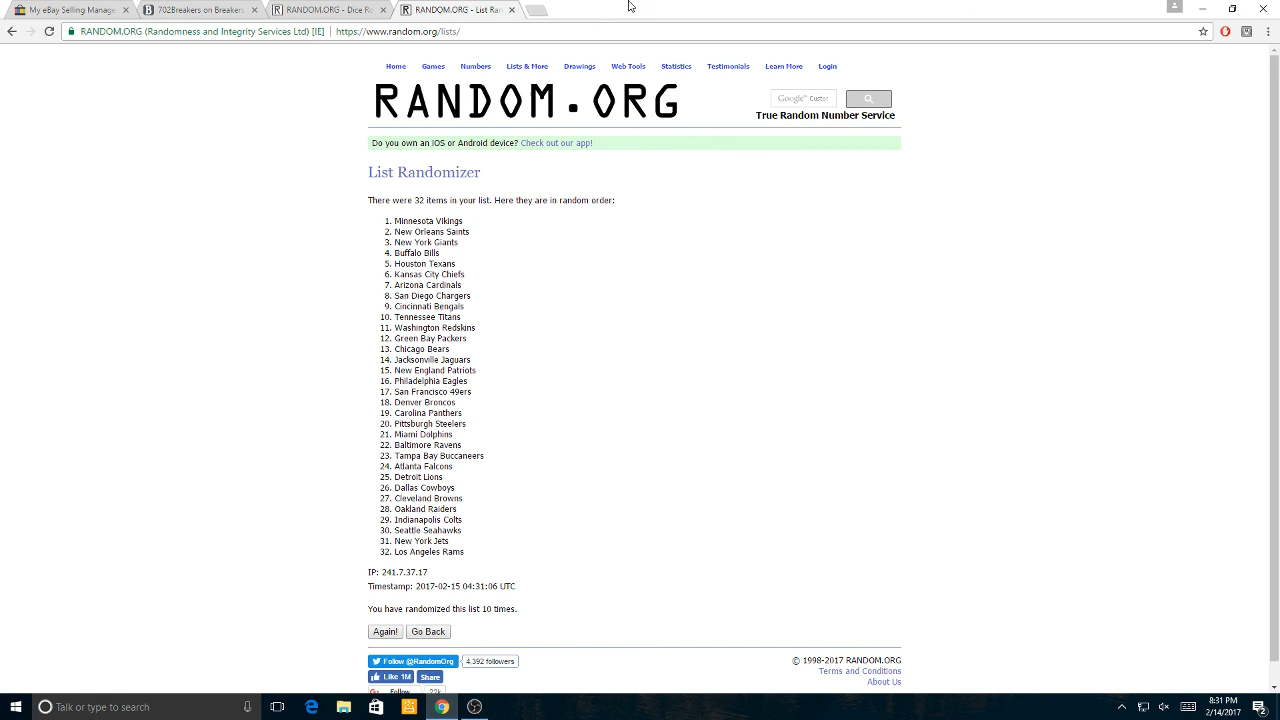 My eBay Selling Manage
702Breakers on Breakers
RANDOM.ORG - Dice Ro
RANDOM.ORG - List Ran
RANDOM.ORG (Randomness and Integrity Services Ltd) [IE] https://www.random.org/lists/
Home Games Numbers Lists & More Drawings Web Tools Statistics Testimonials Learn More Login
RANDOM.ORG
Google™ Custor
True Random Number Service
Do you own an iOS or Android device? Check out our app!
List Randomizer
There were 32 items in your list. Here they are in random order:
1. Minnesota Vikings
2. New Orleans Saints
3. New York Giants
4. Buffalo Bills
5. Houston Texans
6. Kansas City Chiefs
7. Arizona Cardinals
8. San Diego Chargers
9. Cincinnati Bengals
10. Tennessee Titans
11. Washington Redskins
12. Green Bay Packers
13. Chicago Bears
14. Jacksonville Jaguars
15. New England Patriots
16. Philadelphia Eagles
17. San Francisco 49ers
18. Denver Broncos
19. Carolina Panthers
20. Pittsburgh Steelers
21. Miami Dolphins
22. Baltimore Ravens
23. Tampa Bay Buccaneers
24. Atlanta Falcons
25. Detroit Lions
26. Dallas Cowboys
27. Cleveland Browns
28. Oakland Raiders
29. Indianapolis Colts
30. Seattle Seahawks
31. New York Jets
32. Los Angeles Rams
IP: 241.7.37.17
Timestamp: 2017-02-15 04:31:06 UTC
You have randomized this list 10 times.
Again! Go Back
Follow @RandomOrg 4,392 followers
© 1998-2017 RANDOM.ORG
Like 1M Share
Terms and Conditions
About Us
G+ Follow 22k
Type here to search
8:31 PM
2/14/2017
2